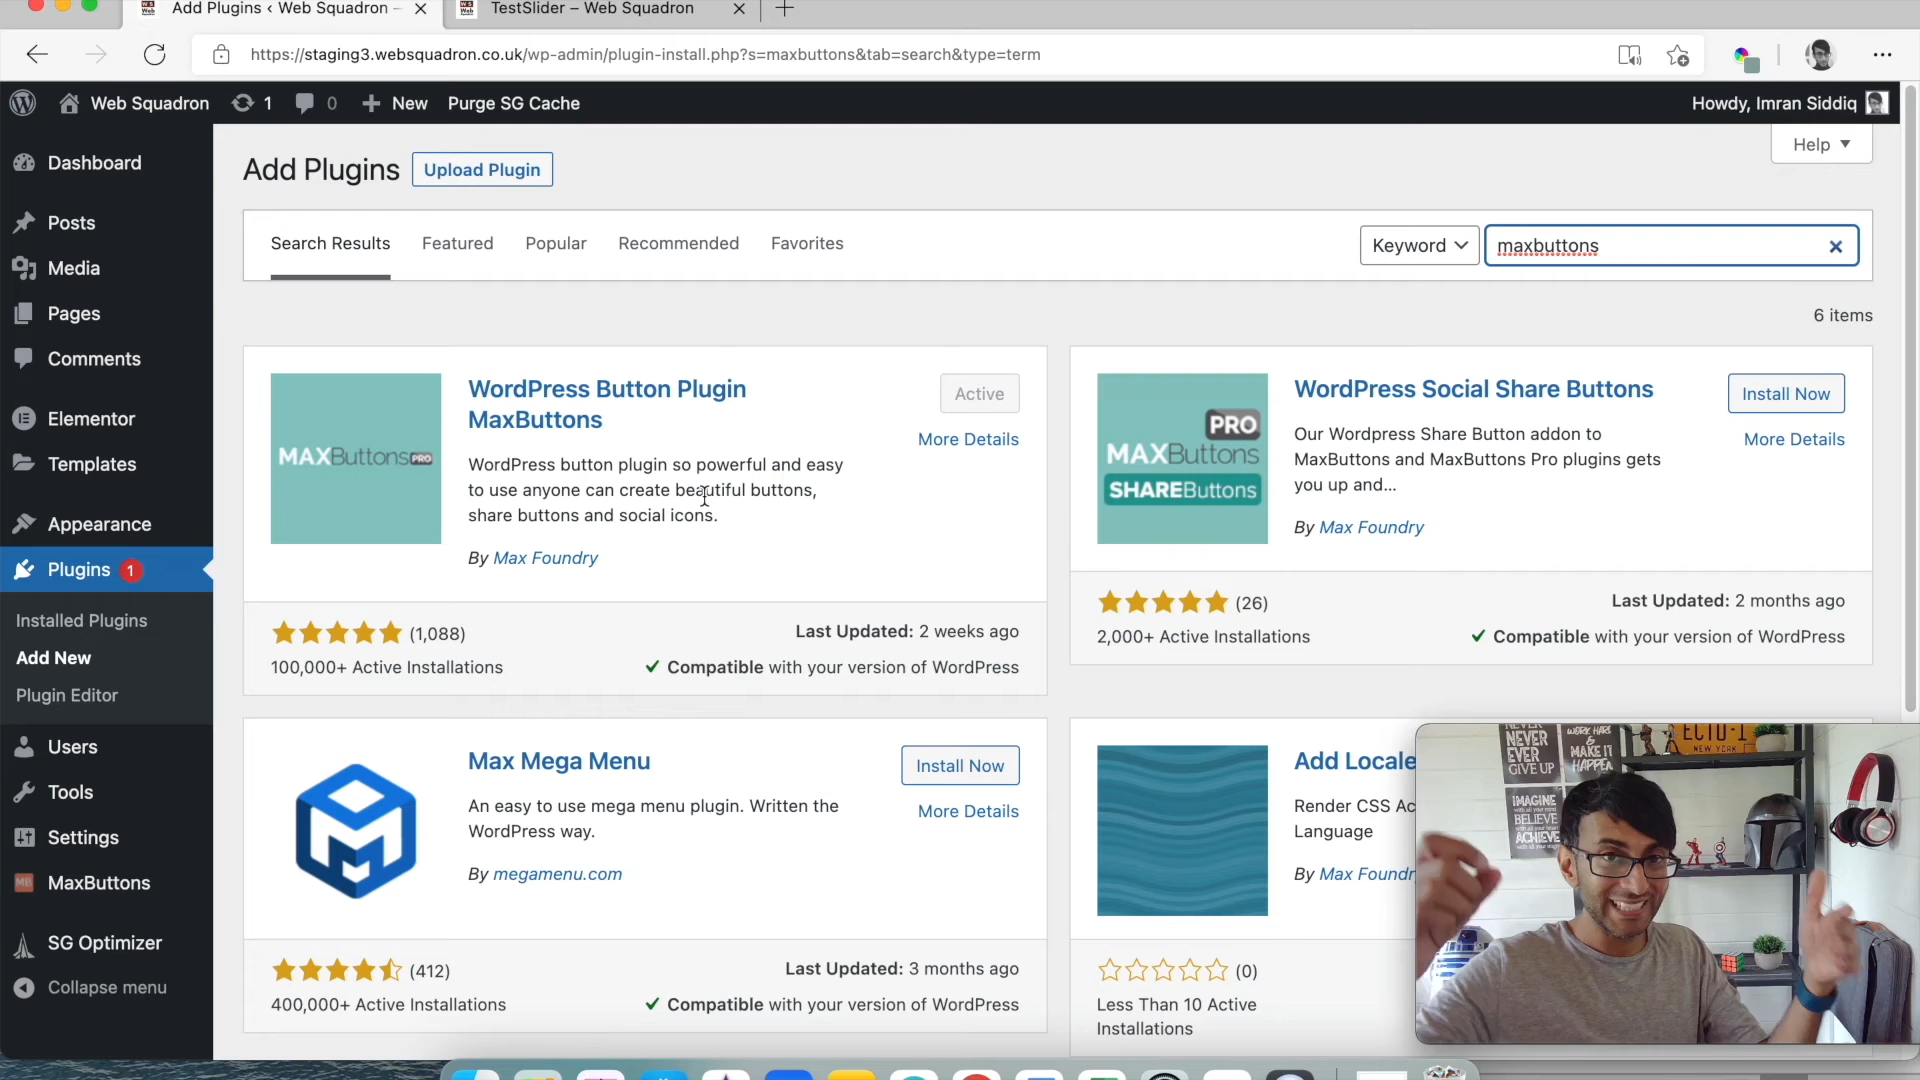 Add Plugins ‹ Web Squadron –
TestSlider – Web Squadron
https://staging3.websquadron.co.uk/wp-admin/plugin-install.php?s=maxbuttons&tab=search&type=term
Web Squadron
1
0
New
Purge SG Cache
Howdy, Imran Siddiq
Dashboard
Posts
Media
Pages
Comments
Elementor
Templates
Appearance
Plugins 1
Installed Plugins
Add New
Plugin Editor
Users
Tools
Settings
MB MaxButtons
SG Optimizer
Collapse menu
Help
Add Plugins
Upload Plugin
Search Results
Featured
Popular
Recommended
Favorites
Keyword
maxbuttons
6 items
MAXButtons PRO
WordPress Button Plugin
MaxButtons
Active
More Details
WordPress button plugin so powerful and easy
to use anyone can create beautiful buttons,
share buttons and social icons.
By Max Foundry
(1,088)
Last Updated: 2 weeks ago
100,000+ Active Installations
Compatible with your version of WordPress
PRO
MAXButtons
SHAREButtons
WordPress Social Share Buttons
Install Now
More Details
Our Wordpress Share Button addon to
MaxButtons and MaxButtons Pro plugins gets
you up and...
By Max Foundry
(26)
Last Updated: 2 months ago
2,000+ Active Installations
Compatible with your version of WordPress
Max Mega Menu
Install Now
More Details
An easy to use mega menu plugin. Written the
WordPress way.
By megamenu.com
(412)
Last Updated: 3 months ago
400,000+ Active Installations
Compatible with your version of WordPress
Add Locale
Render CSS Ac
Language
By Max Foundr
(0)
Less Than 10 Active
Installations
NEVER
NEVER
EVER
GIVE UP
WORK HARD
&
MAKE IT
HAPPEN
IMAGINE
BELIEVE
ACHIEVE
ECTO-1
NEW YORK